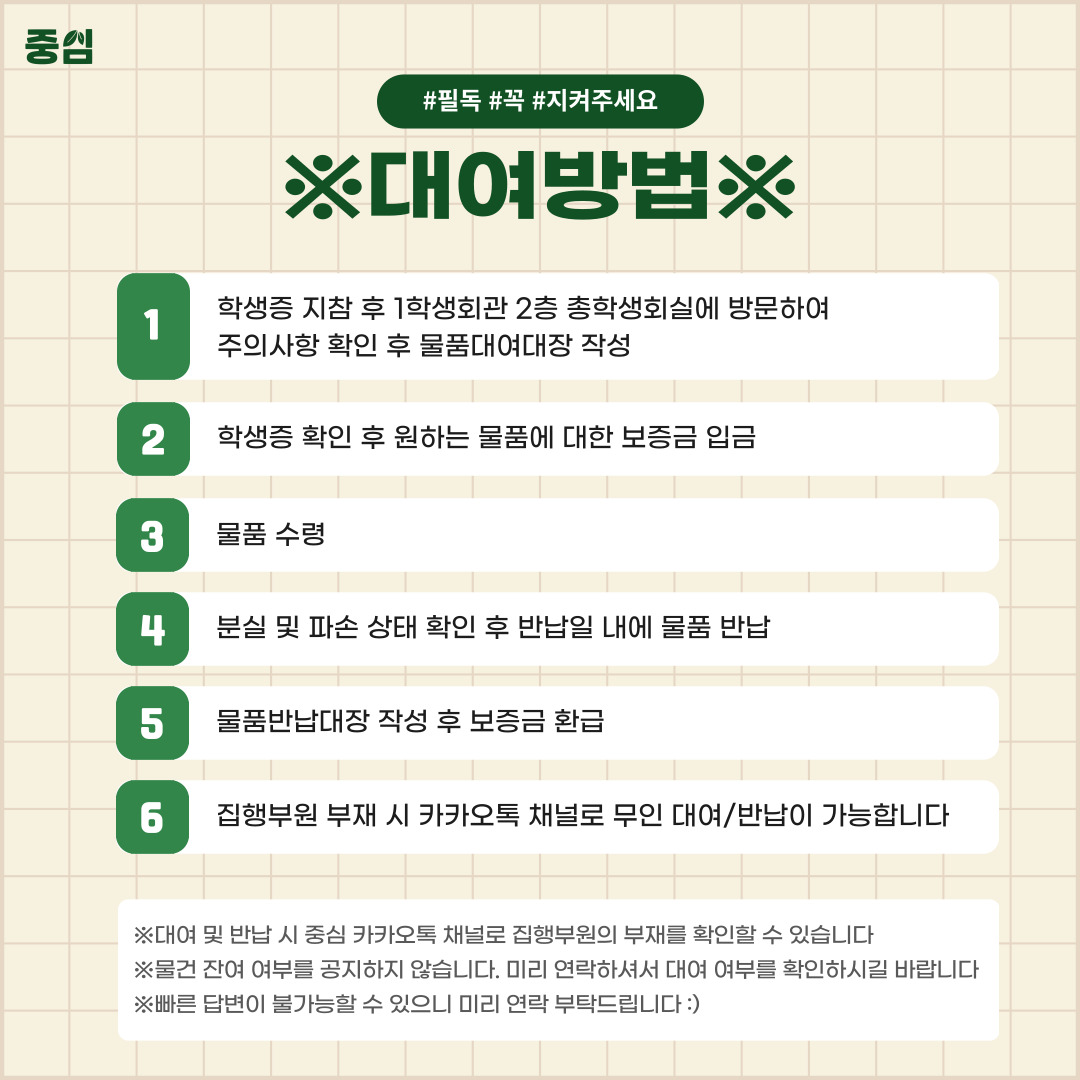 중심
#필독 #꼭 #지켜주세요
※대여방법※
1
학생증 지참 후 1학생회관 2층 총학생회실에 방문하여
주의사항 확인 후 물품대여대장 작성
2
학생증 확인 후 원하는 물품에 대한 보증금 입금
3
물품 수령
4
분실 및 파손 상태 확인 후 반납일 내에 물품 반납
5
물품반납대장 작성 후 보증금 환급
6
집행부원 부재 시 카카오톡 채널로 무인 대여/반납이 가능합니다
※대여 및 반납 시 중심 카카오톡 채널로 집행부원의 부재를 확인할 수 있습니다
※물건 잔여 여부를 공지하지 않습니다. 미리 연락하셔서 대여 여부를 확인하시길 바랍니다
※빠른 답변이 불가능할 수 있으니 미리 연락 부탁드립니다 :)